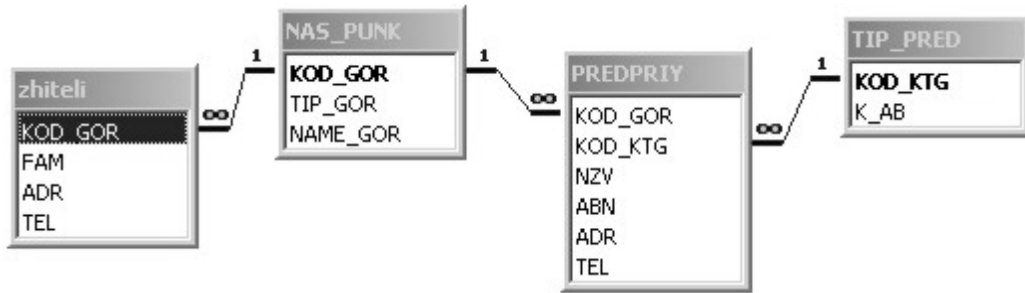 zhiteli
KOD_GOR
FAM
ADR
TEL
∞
1
NAS_PUNK
KOD_GOR
TIP_GOR
NAME_GOR
1
∞
PREDPRIY
KOD_GOR
KOD_KTG
NZV
ABN
ADR
TEL
∞
1
TIP_PRED
KOD_KTG
K_AB